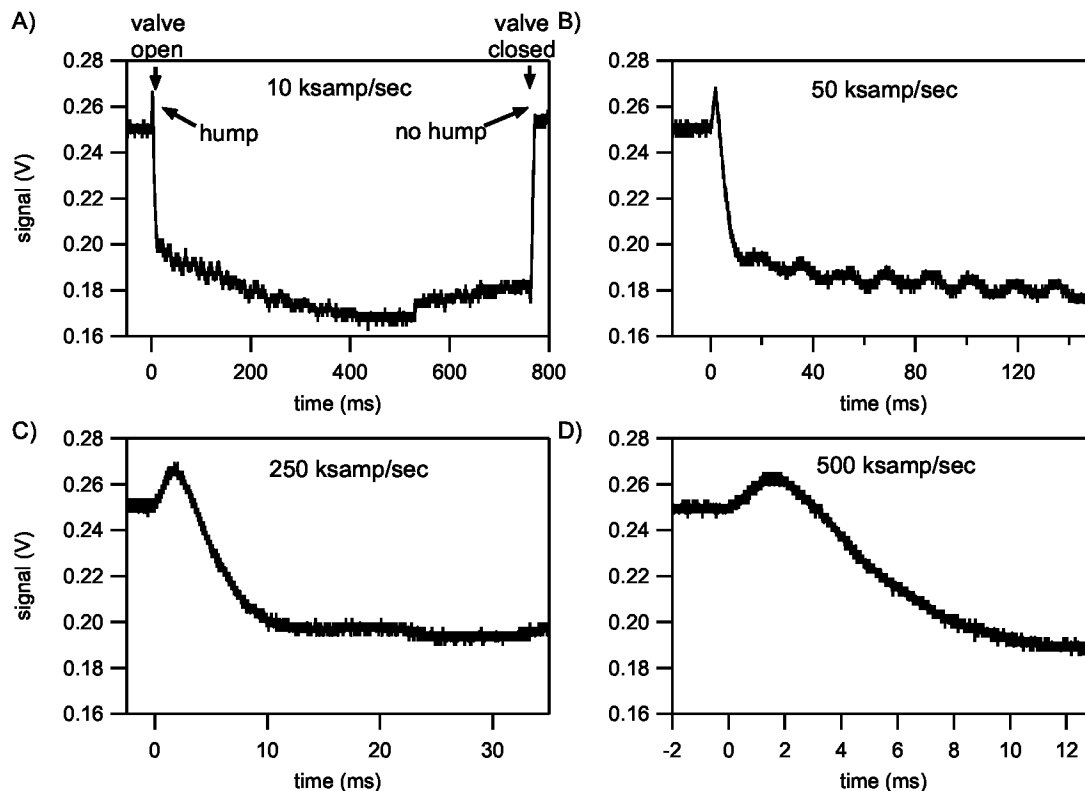 A)
valve
open
valve
closed
10 ksamp/sec
hump
no hump
signal (V)
0.28
0.26
0.24
0.22
0.20
0.18
0.16
0 200 400 600 800
time (ms)
B)
50 ksamp/sec
0.28
0.26
0.24
0.22
0.20
0.18
0.16
0 40 80 120
time (ms)
C)
250 ksamp/sec
signal (V)
0.28
0.26
0.24
0.22
0.20
0.18
0.16
0 10 20 30
time (ms)
D)
500 ksamp/sec
0.28
0.26
0.24
0.22
0.20
0.18
0.16
-2 0 2 4 6 8 10 12
time (ms)